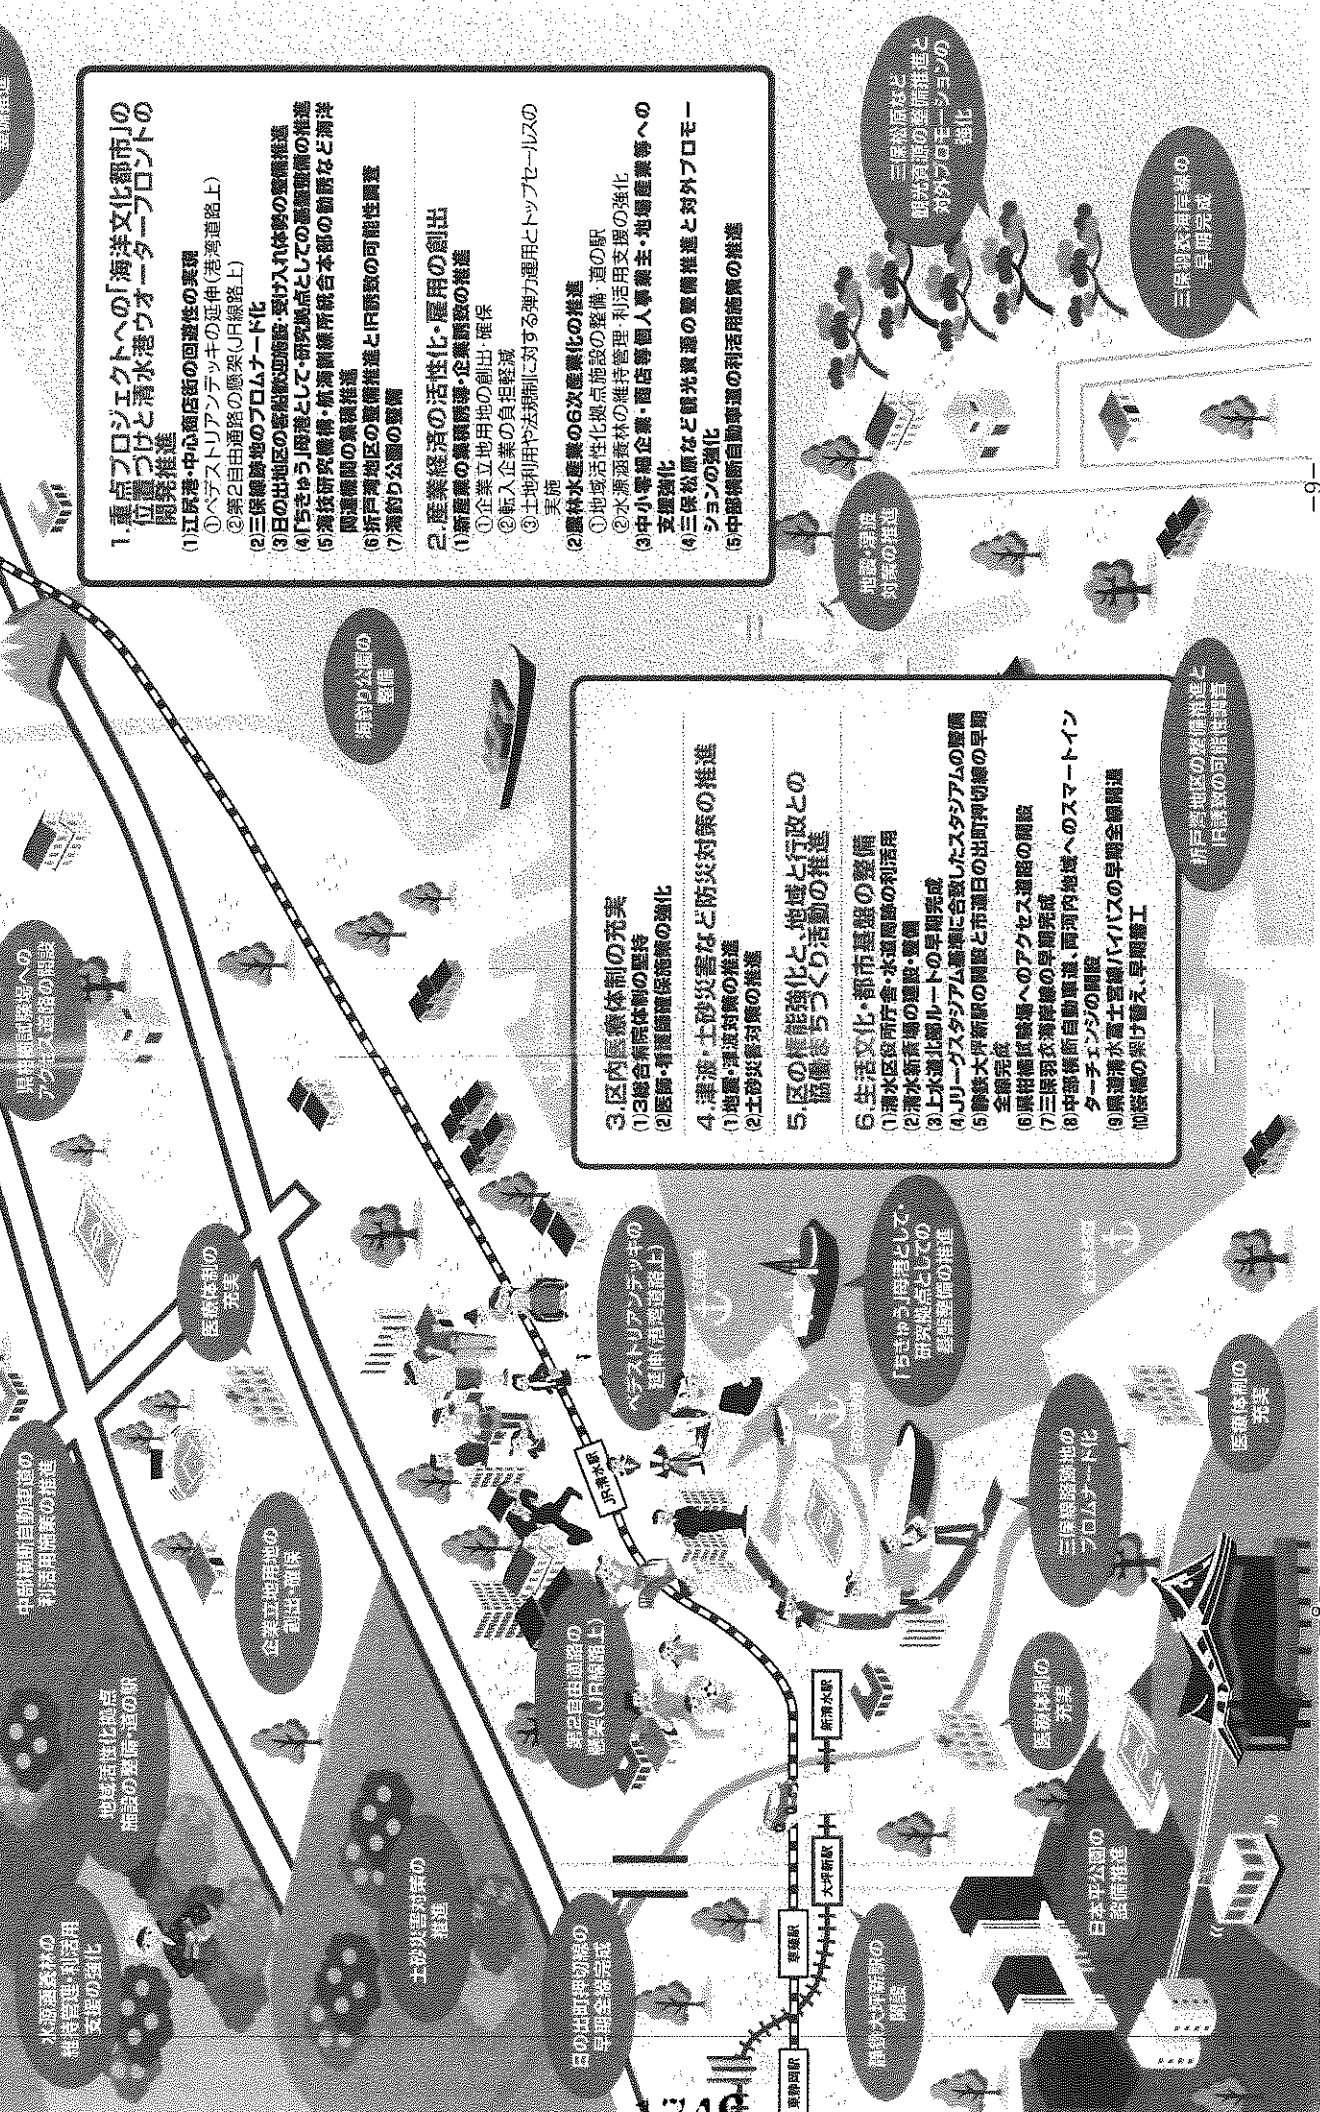 1.重点プロジェクトへの「海洋文化都市」の
位置づけと清水港ウォーターフロントの
開発推進
(1)江尻港・中心商店街の回遊性の実現
①ペデストリアンデッキの延伸(港湾道路上)
②第2自由通路の懸架(JR線路上)
(2)三保線跡地のプロムナード化
(3)日の出地区の客船歓迎施設・受け入れ体勢の整備推進
(4)「ちきゅう」母港として・研究拠点としての基盤整備の推進
(5)海技研究機構・航海訓練所統合本部の勧誘など海洋
関連機関の集積推進
(6)折戸湾地区の整備推進とIR誘致の可能性調査
(7)海釣り公園の整備
2.産業経済の活性化・雇用の創出
(1)新産業の集積誘導・企業誘致の推進
①企業立地用地の創出・確保
②転入企業の負担軽減
③土地利用や法規制に対する弾力運用とトップセールスの
実施
(2)農林水産業の6次産業化の推進
①地域活性化拠点施設の整備・道の駅
②水源涵養林の維持管理・利活用支援の強化
(3)中小零細企業・商店等個人事業主・地場産業等への
支援強化
(4)三保松原など観光資源の整備推進と対外プロモー
ションの強化
(5)中部横断自動車道の利活用施策の推進
3.区内医療体制の充実
(1)3総合病院体制の堅持
(2)医師・看護師確保施策の強化
4.津波・土砂災害など防災対策の推進
(1)地震・津波対策の推進
(2)土砂災害対策の推進
5.区の権能強化と、地域と行政との
協働まちづくり活動の推進
6.生活文化・都市基盤の整備
(1)清水区役所庁舎・水道局跡の利活用
(2)清水新斎場の建設・整備
(3)上水道北部ルートの早期完成
(4)Jリーグスタジアム基準に合致したスタジアムの整備
(5)静鉄大坪新駅の開設と市道日の出町押切線の早期
全線完成
(6)県柑橘試験場へのアクセス道路の開設
(7)三保羽衣海岸線の早期完成
(8)中部横断自動車道、両河内地域へのスマートイン
ターチェンジの開設
(9)県道清水富士宮線バイパスの早期全線開通
(10)桜橋の架け替え、早期着工
三保松原など
観光資源の整備推進と
対外プロモーションの
強化
三保羽衣海岸線の
早期完成
地震・津波
対策の推進
海釣り公園の
整備
折戸湾地区の整備推進と
IR誘致の可能性調査
県柑橘試験場への
アクセス道路の開設
医療体制の
充実
ペデストリアンデッキの
延伸(港湾道路上)
「ちきゅう」母港として・
研究拠点としての
基盤整備の推進
中部横断自動車道の
利活用施策の推進
企業立地用地の
創出・確保
JR清水駅
三保線路跡地の
プロムナード化
医療体制の
充実
地域活性化拠点
施設の整備・道の駅
第2自由通路の
懸架(JR線路上)
新清水駅
医療体制の
充実
水源涵養林の
維持管理・利活用
支援の強化
土砂災害対策の
推進
日の出町押切線の
早期全線完成
大坪新駅
草薙駅
東静岡駅
静鉄大坪新駅の
開設
日本平公園の
設備推進
—8—
—9—